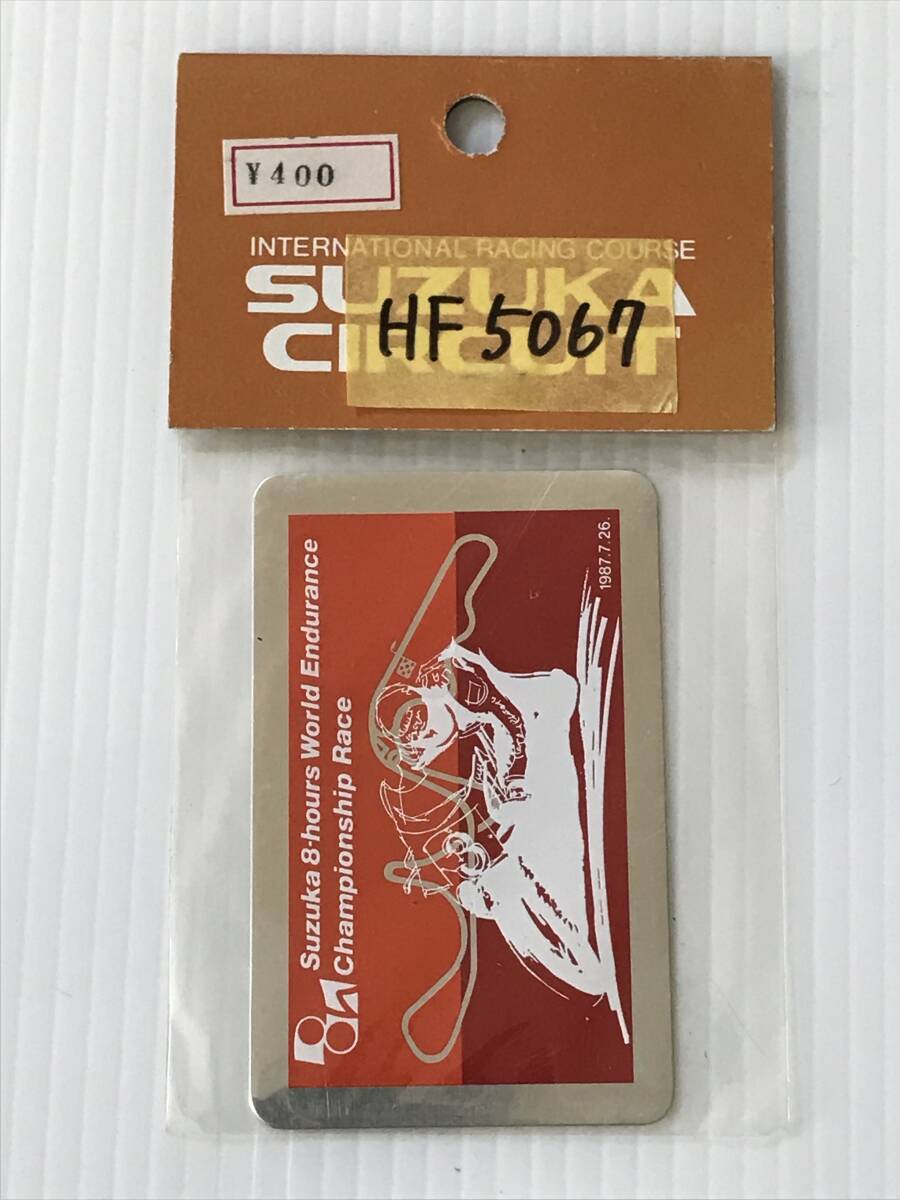 ¥400
INTERNATIONAL RACING COURSE
SUZUKA
CIRCUIT
HF5067
Suzuka 8-hours World Endurance
Championship Race
1987.7.26.